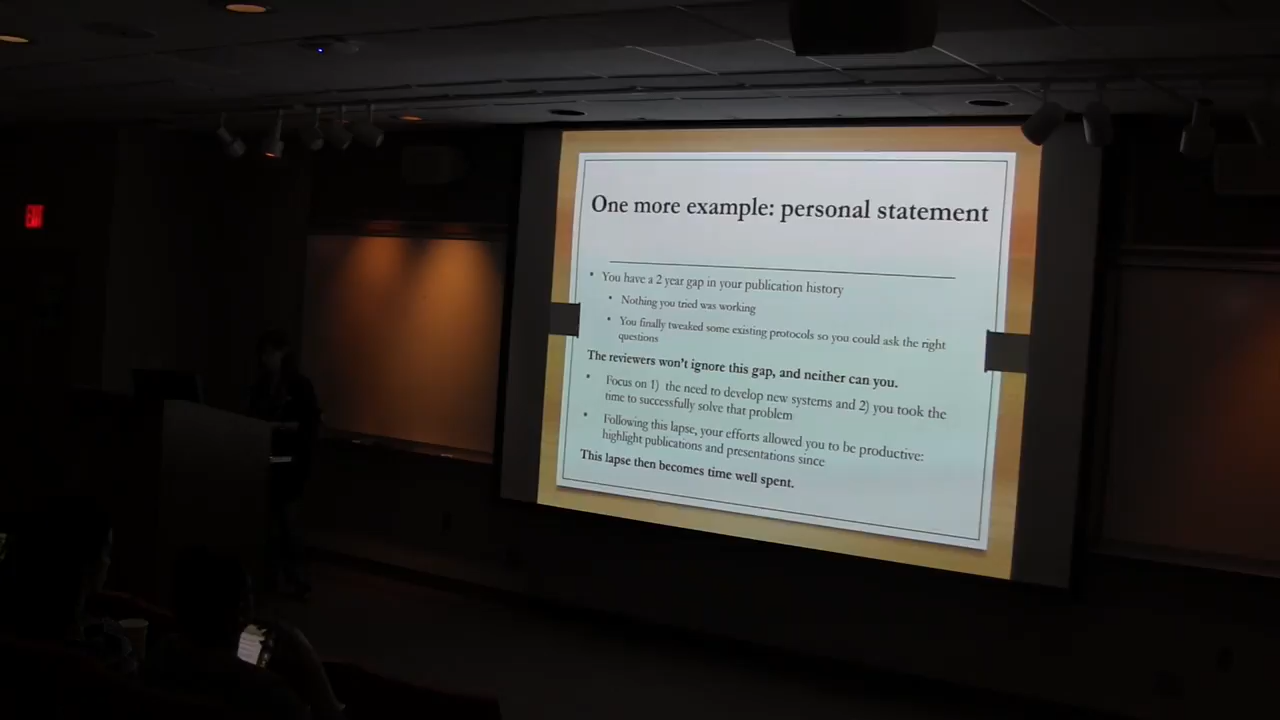 One more example: personal statement
• You have a 2 year gap in your publication history
• Nothing you tried was working
• You finally tweaked some existing protocols so you could ask the right
questions
The reviewers won't ignore this gap, and neither can you.
• Focus on 1) the need to develop new systems and 2) you took the
time to successfully solve that problem
• Following this lapse, your efforts allowed you to be productive:
highlight publications and presentations since
This lapse then becomes time well spent.